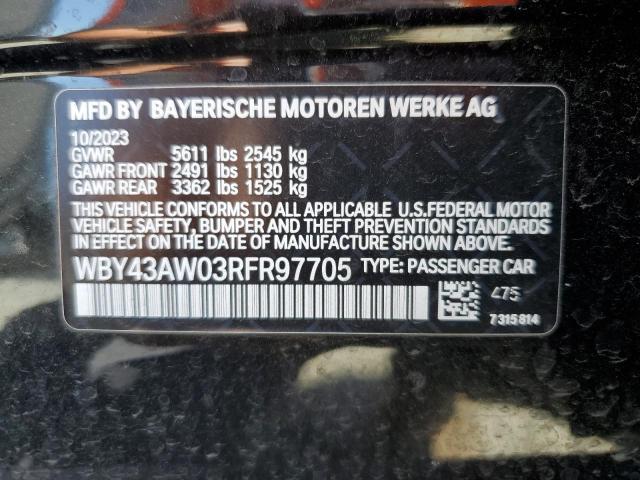 MFD BY BAYERISCHE MOTOREN WERKE AG
10/2023
GVWR 5611 lbs 2545 kg
GAWR FRONT 2491 lbs 1130 kg
GAWR REAR 3362 lbs 1525 kg
THIS VEHICLE CONFORMS TO ALL APPLICABLE U.S.FEDERAL MOTOR
VEHICLE SAFETY, BUMPER AND THEFT PREVENTION STANDARDS
IN EFFECT ON THE DATE OF MANUFACTURE SHOWN ABOVE.
WBY43AW03RFR97705 TYPE: PASSENGER CAR
475
7315814